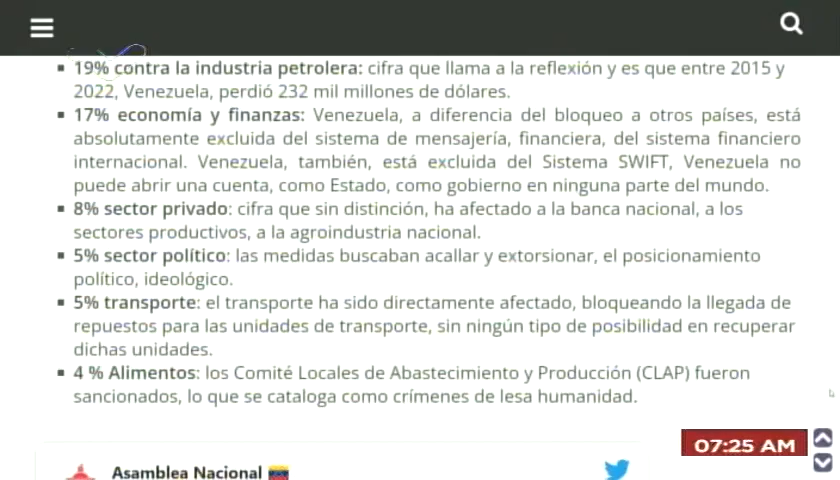 19% contra la industria petrolera: cifra que llama a la reflexión y es que entre 2015 y
2022, Venezuela, perdió 232 mil millones de dólares.
17% economía y finanzas: Venezuela, a diferencia del bloqueo a otros países, está
absolutamente excluida del sistema de mensajería, financiera, del sistema financiero
internacional. Venezuela, también, está excluida del Sistema SWIFT, Venezuela no
puede abrir una cuenta, como Estado, como gobierno en ninguna parte del mundo.
8% sector privado: cifra que sin distinción, ha afectado a la banca nacional, a los
sectores productivos, a la agroindustria nacional.
5% sector político: las medidas buscaban acallar y extorsionar, el posicionamiento
político, ideológico.
5% transporte: el transporte ha sido directamente afectado, bloqueando la llegada de
repuestos para las unidades de transporte, sin ningún tipo de posibilidad en recuperar
dichas unidades.
4 % Alimentos: los Comité Locales de Abastecimiento y Producción (CLAP) fueron
sancionados, lo que se cataloga como crímenes de lesa humanidad.
07:25 AM
Asamblea Nacional